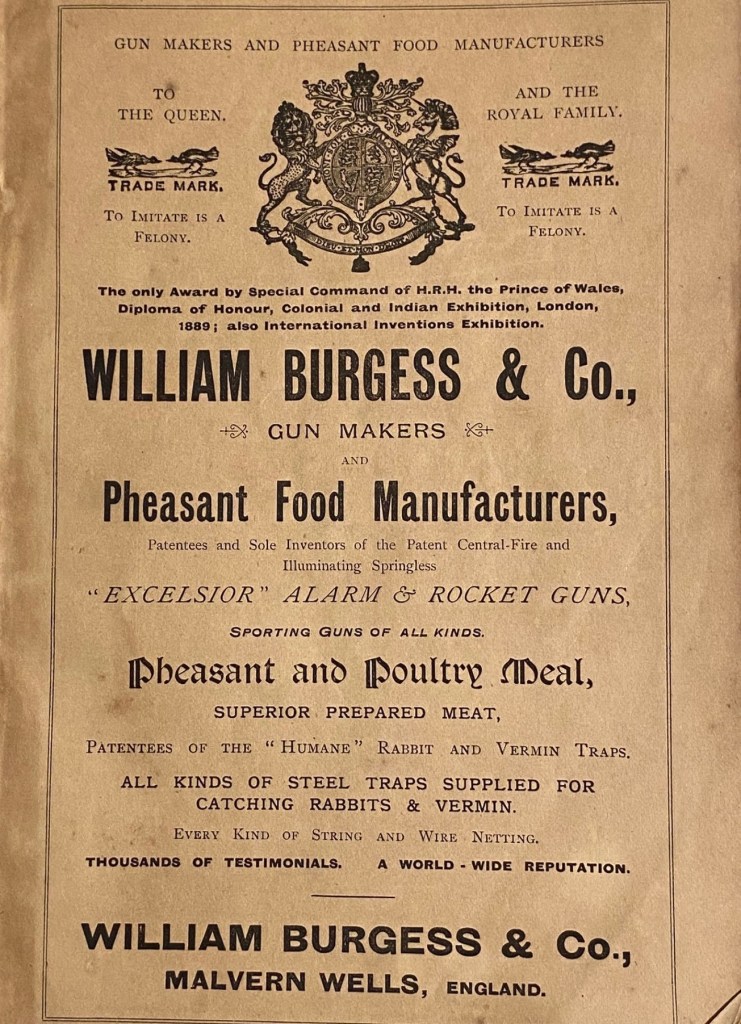 GUN MAKERS AND PHEASANT FOOD MANUFACTURERS
TO
THE QUEEN.
AND THE
ROYAL FAMILY.
TRADE MARK.
TRADE MARK.
TO IMITATE IS A
FELONY.
TO IMITATE IS A
FELONY.
DIEU·ET·MON·DROIT
The only Award by Special Command of H.R.H. the Prince of Wales,
Diploma of Honour, Colonial and Indian Exhibition, London,
1889; also International Inventions Exhibition.
WILLIAM BURGESS & Co.,
GUN MAKERS
AND
Pheasant Food Manufacturers,
Patentees and Sole Inventors of the Patent Central-Fire and
Illuminating Springless
"EXCELSIOR" ALARM & ROCKET GUNS,
SPORTING GUNS OF ALL KINDS.
Pheasant and Poultry Meal,
SUPERIOR PREPARED MEAT,
PATENTEES OF THE "HUMANE" RABBIT AND VERMIN TRAPS.
ALL KINDS OF STEEL TRAPS SUPPLIED FOR
CATCHING RABBITS & VERMIN.
EVERY KIND OF STRING AND WIRE NETTING.
THOUSANDS OF TESTIMONIALS. A WORLD-WIDE REPUTATION.
WILLIAM BURGESS & Co.,
MALVERN WELLS, ENGLAND.